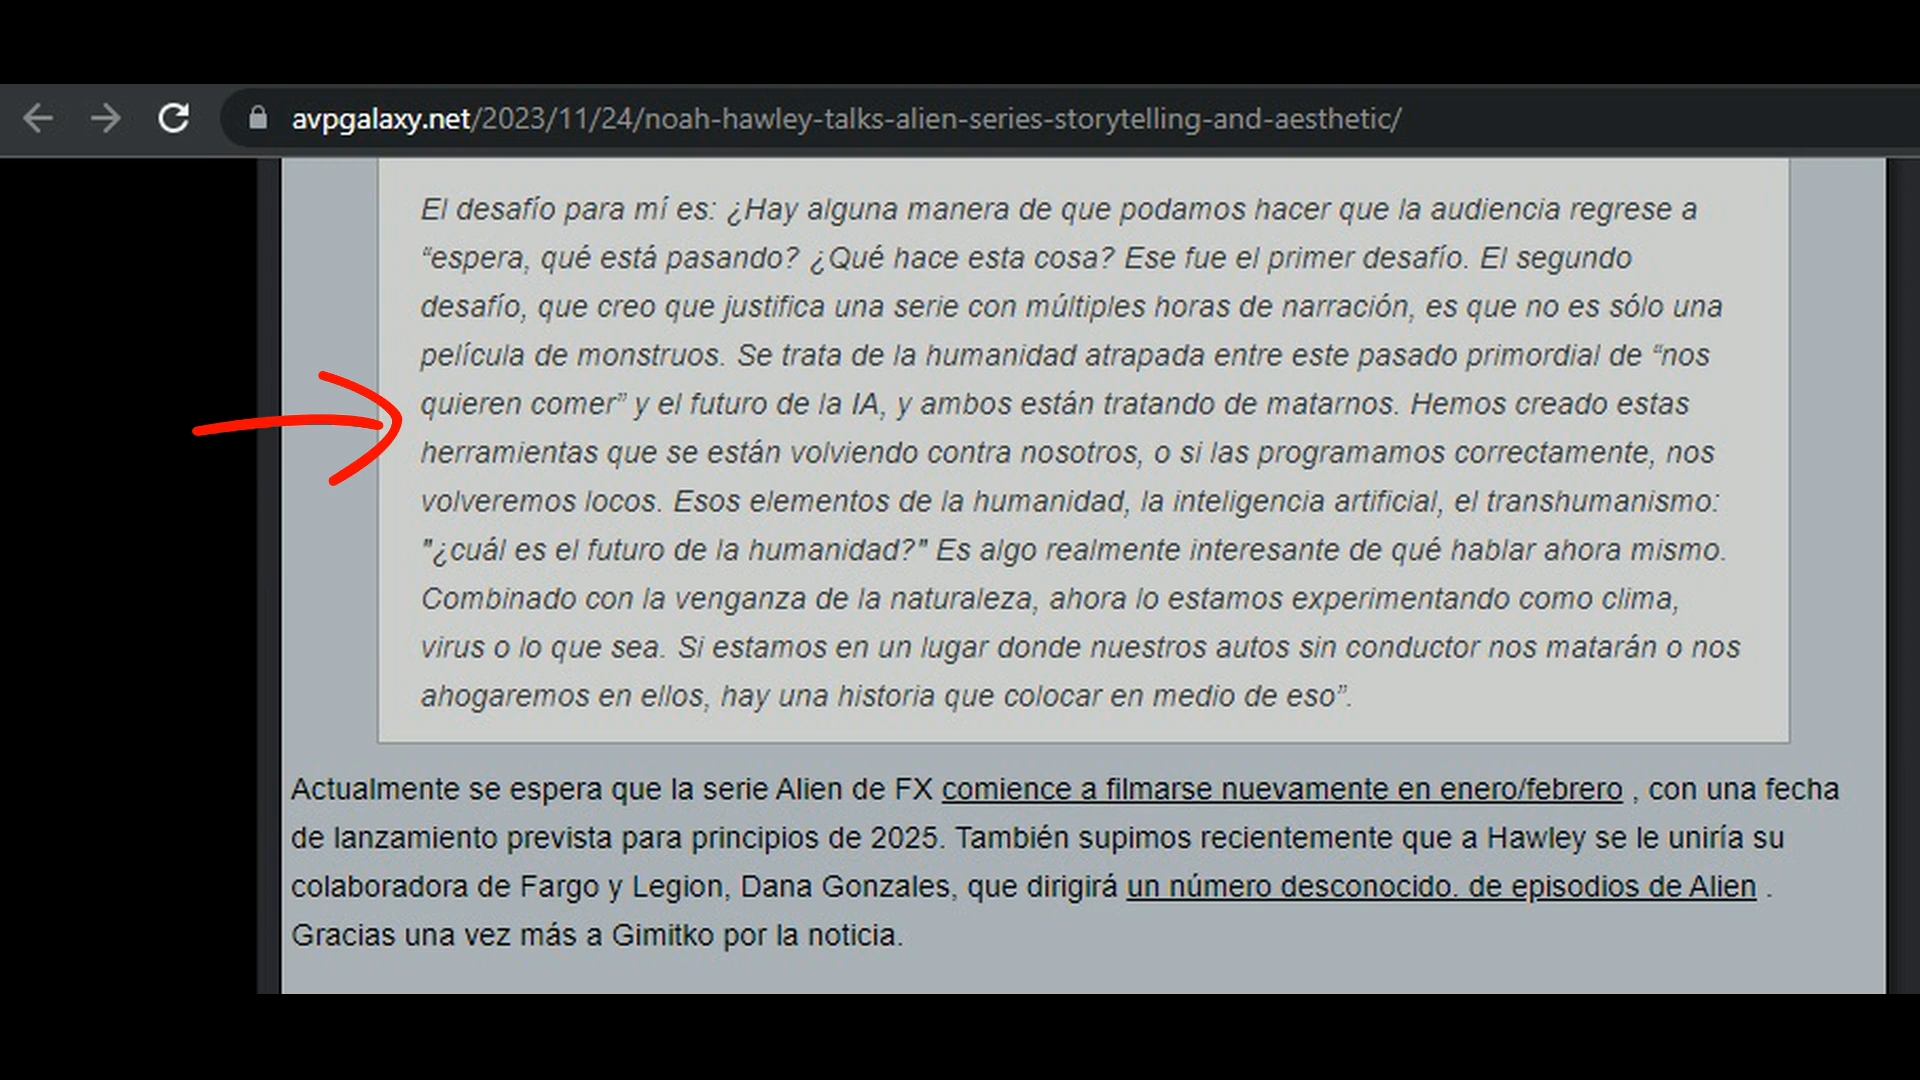 avpgalaxy.net/2023/11/24/noah-hawley-talks-alien-series-storytelling-and-aesthetic/
El desafío para mí es: ¿Hay alguna manera de que podamos hacer que la audiencia regrese a
“espera, qué está pasando? ¿Qué hace esta cosa? Ese fue el primer desafío. El segundo
desafío, que creo que justifica una serie con múltiples horas de narración, es que no es sólo una
película de monstruos. Se trata de la humanidad atrapada entre este pasado primordial de “nos
quieren comer” y el futuro de la IA, y ambos están tratando de matarnos. Hemos creado estas
herramientas que se están volviendo contra nosotros, o si las programamos correctamente, nos
volveremos locos. Esos elementos de la humanidad, la inteligencia artificial, el transhumanismo:
"¿cuál es el futuro de la humanidad?" Es algo realmente interesante de qué hablar ahora mismo.
Combinado con la venganza de la naturaleza, ahora lo estamos experimentando como clima,
virus o lo que sea. Si estamos en un lugar donde nuestros autos sin conductor nos matarán o nos
ahogaremos en ellos, hay una historia que colocar en medio de eso”.
Actualmente se espera que la serie Alien de FX comience a filmarse nuevamente en enero/febrero , con una fecha
de lanzamiento prevista para principios de 2025. También supimos recientemente que a Hawley se le uniría su
colaboradora de Fargo y Legion, Dana Gonzales, que dirigirá un número desconocido. de episodios de Alien .
Gracias una vez más a Gimitko por la noticia.